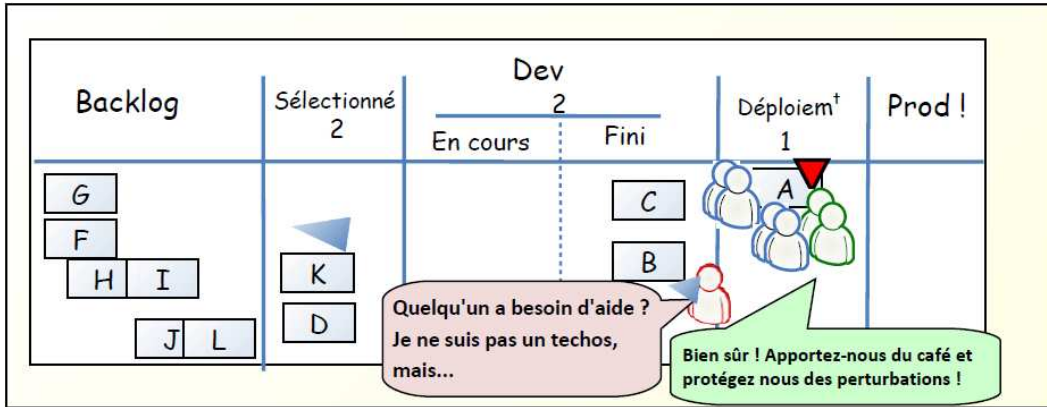 Backlog
Sélectionné
2
Dev
2
En cours
Fini
Déploiem†
1
Prod !
G
F
H I
J L
K
D
C
B
A
Quelqu'un a besoin d'aide ?
Je ne suis pas un techos,
mais...
Bien sûr ! Apportez-nous du café et
protégez nous des perturbations !